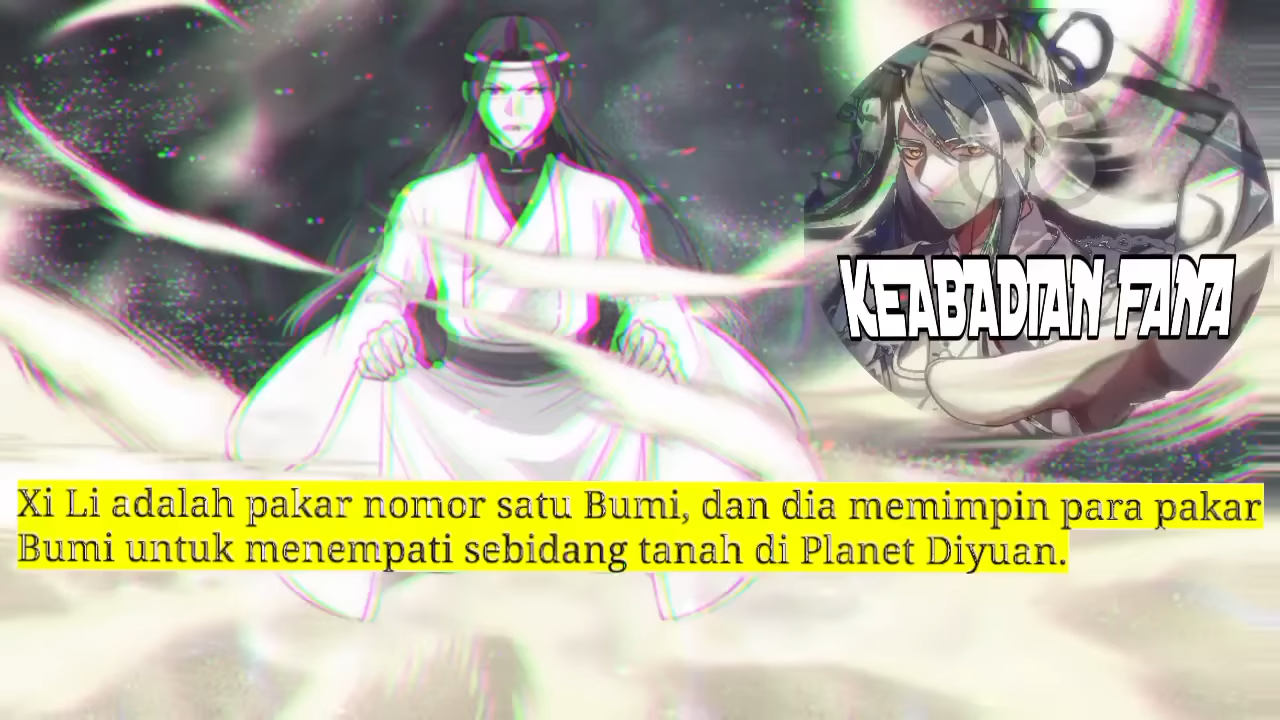 KEABADIAN FANA
Xi Li adalah pakar nomor satu Bumi, dan dia memimpin para pakar
Bumi untuk menempati sebidang tanah di Planet Diyuan.